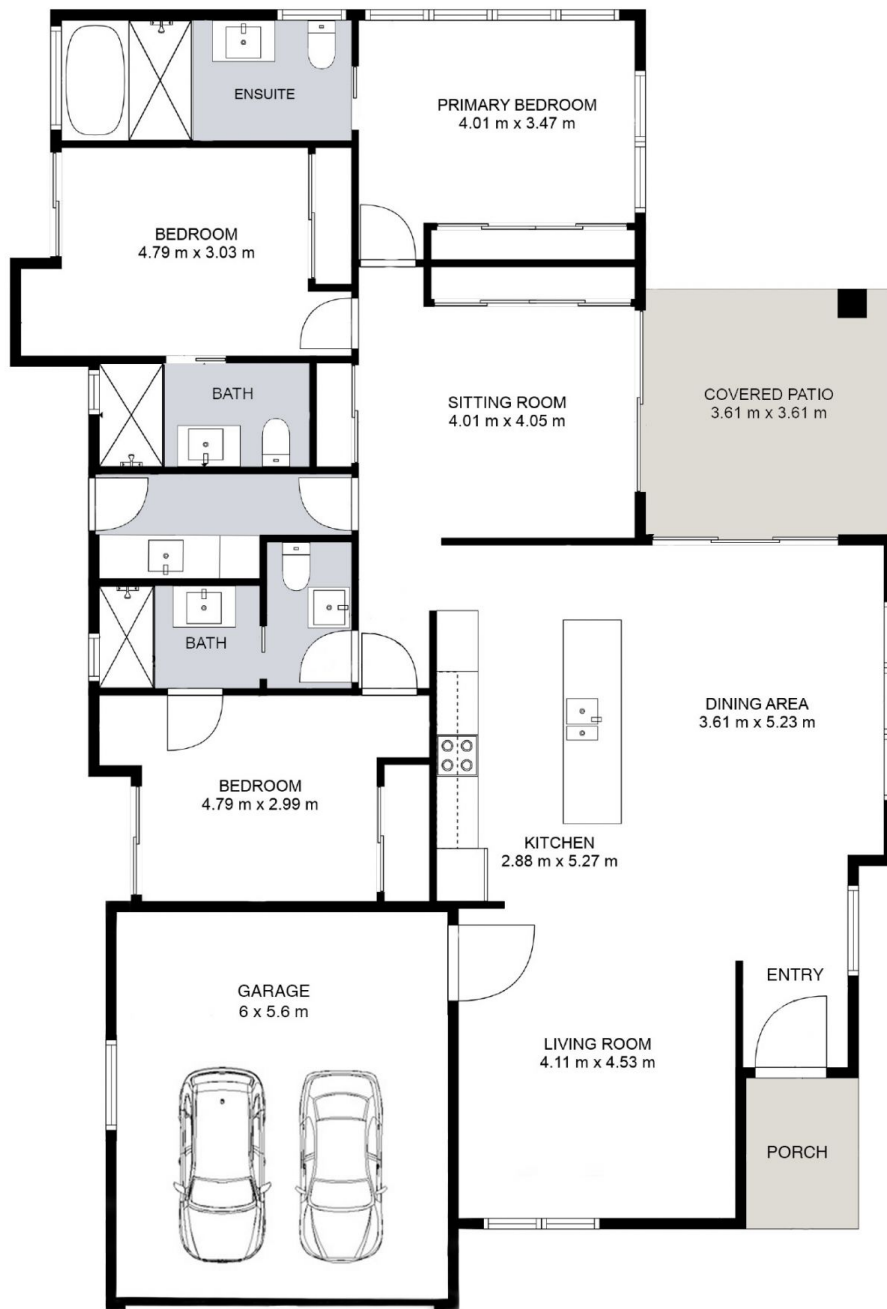 ENSUITE
PRIMARY BEDROOM
4.01 m x 3.47 m
BEDROOM
4.79 m x 3.03 m
BATH
SITTING ROOM
4.01 m x 4.05 m
COVERED PATIO
3.61 m x 3.61 m
BATH
DINING AREA
3.61 m x 5.23 m
BEDROOM
4.79 m x 2.99 m
KITCHEN
2.88 m x 5.27 m
GARAGE
6 x 5.6 m
ENTRY
LIVING ROOM
4.11 m x 4.53 m
PORCH